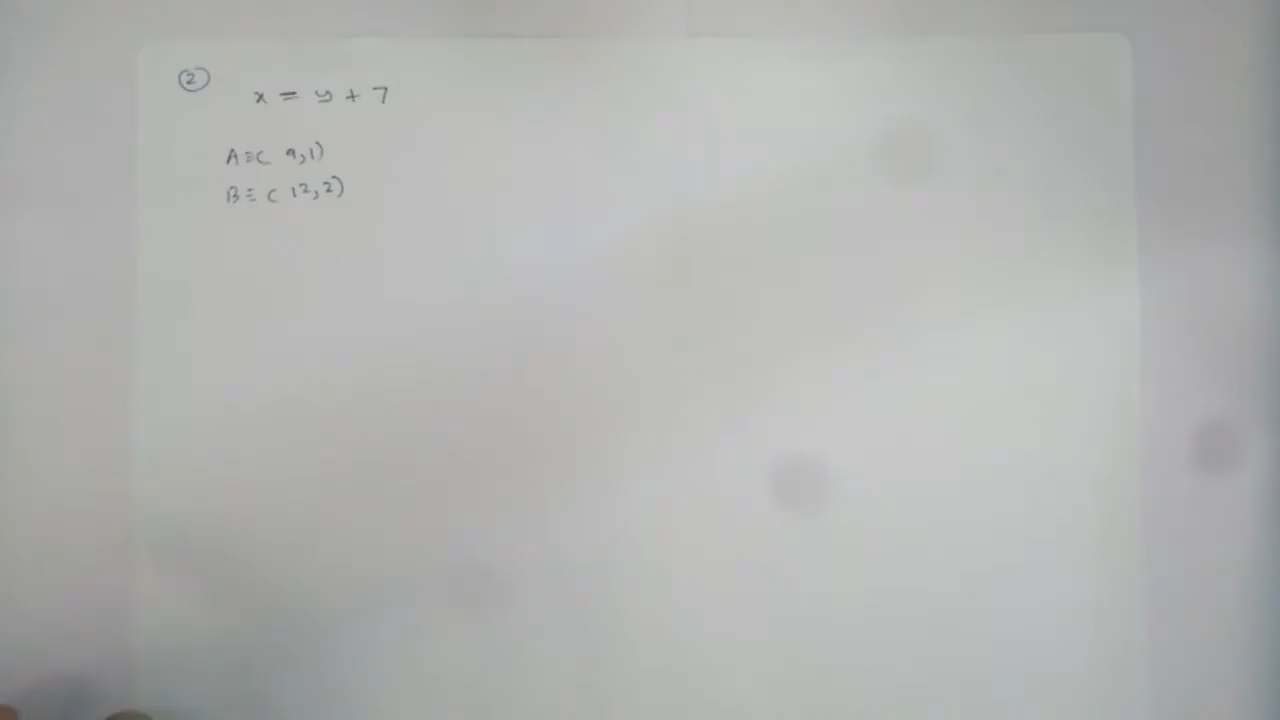 ②
x = y + 7
A ≡ ( 9,1)
B ≡ ( 12,2)